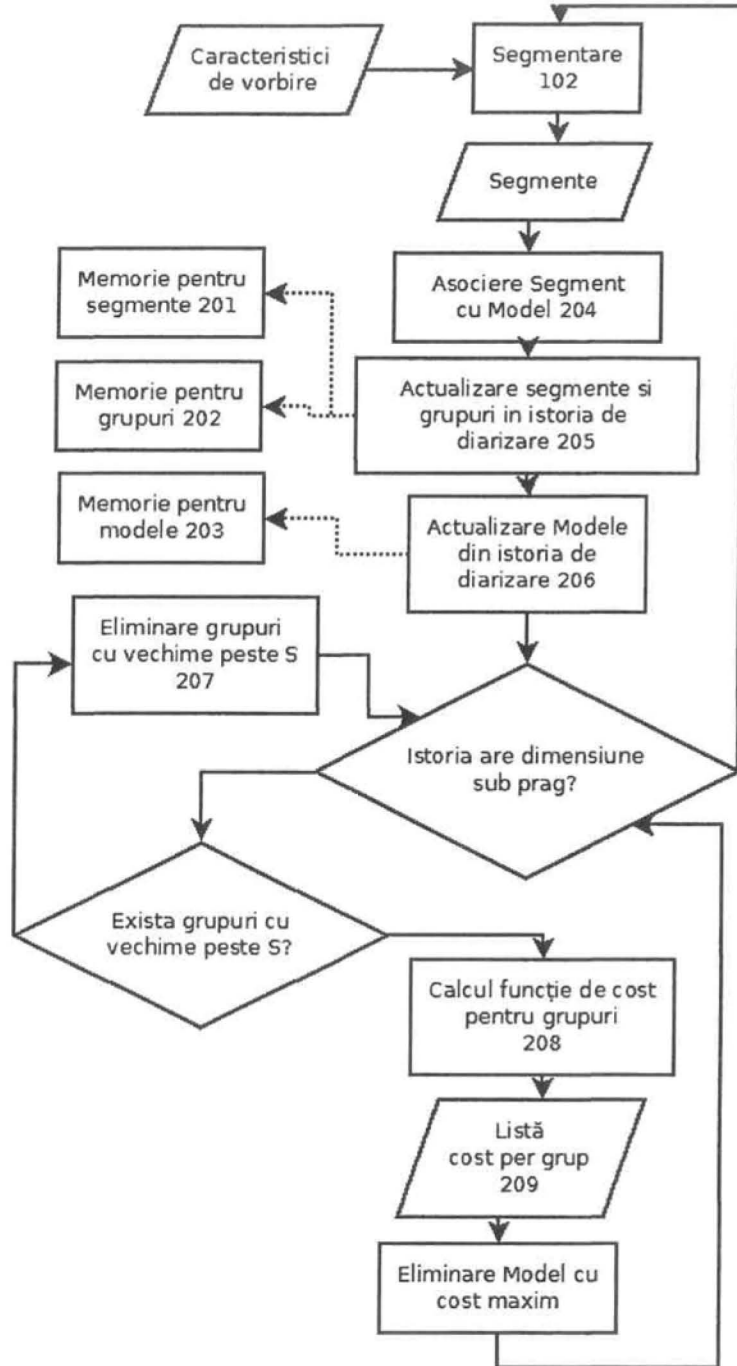 Caracteristici
de vorbire
Segmentare
102
Segmente
Asociere Segment
cu Model 204
Memorie pentru
segmente 201
Actualizare segmente si
grupuri in istoria de
diarizare 205
Memorie pentru
grupuri 202
Memorie pentru
modele 203
Actualizare Modele
din istoria de
diarizare 206
Eliminare grupuri
cu vechime peste S
207
Istoria are dimensiune
sub prag?
Exista grupuri cu
vechime peste S?
Calcul funcție de cost
pentru grupuri
208
Listă
cost per grup
209
Eliminare Model cu
cost maxim